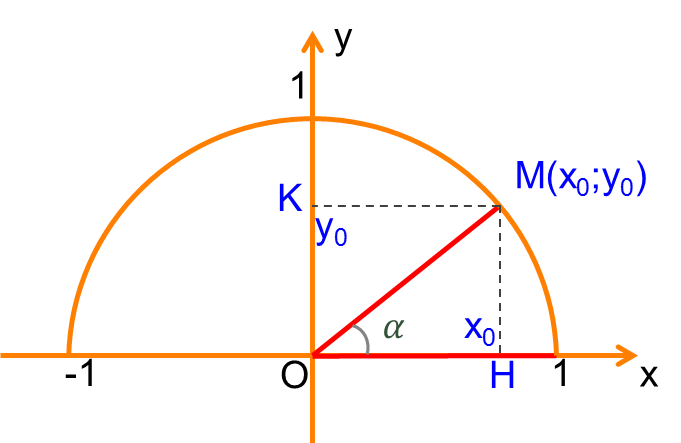 y
1
M(x₀;y₀)
K
y₀
α
x₀
-1
O
H
1
x